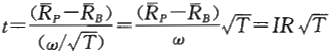 t = (R̄_P − R̄_B) / (ω/√T) = (R̄_P − R̄_B) / ω √T = IR √T